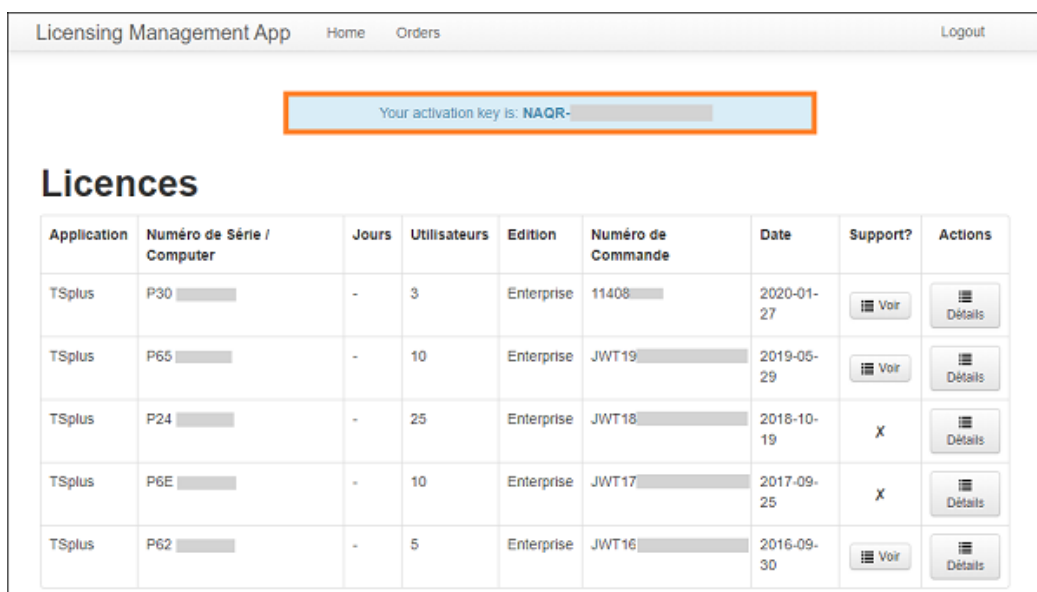 Licensing Management App Home Orders Logout
Your activation key is: NAQR-
Licences
Application Numéro de Série / Computer Jours Utilisateurs Edition Numéro de Commande Date Support? Actions
TSplus P30 - 3 Enterprise 11408 2020-01-27 Voir Détails
TSplus P65 - 10 Enterprise JWT19 2019-05-29 Voir Détails
TSplus P24 - 25 Enterprise JWT18 2018-10-19 X Détails
TSplus P6E - 10 Enterprise JWT17 2017-09-25 X Détails
TSplus P62 - 5 Enterprise JWT16 2016-09-30 Voir Détails